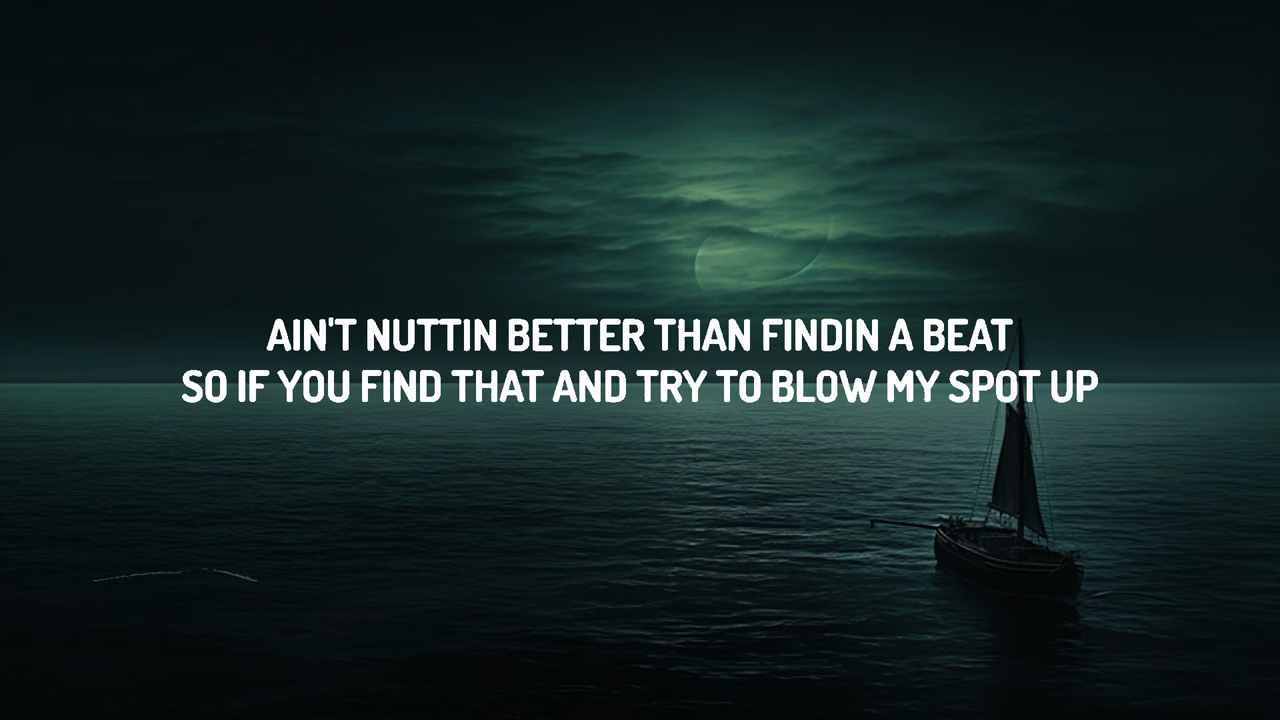 AIN'T NUTTIN BETTER THAN FINDIN A BEAT
SO IF YOU FIND THAT AND TRY TO BLOW MY SPOT UP